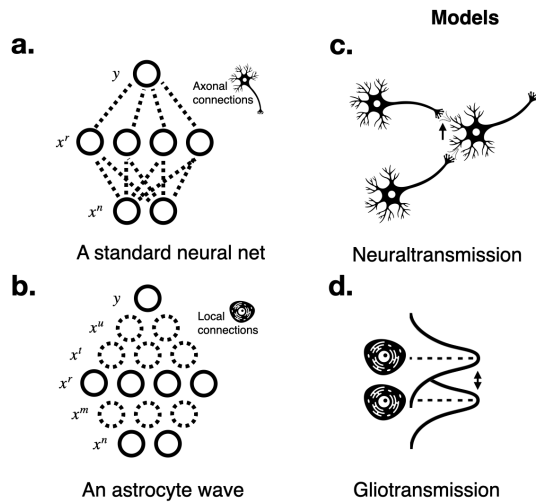 Models
a.
y
Axonal
connections
x^r
x^n
A standard neural net
c.
Neuraltransmission
b.
y
Local
connections
x^u
x^t
x^r
x^m
x^n
An astrocyte wave
d.
Gliotransmission